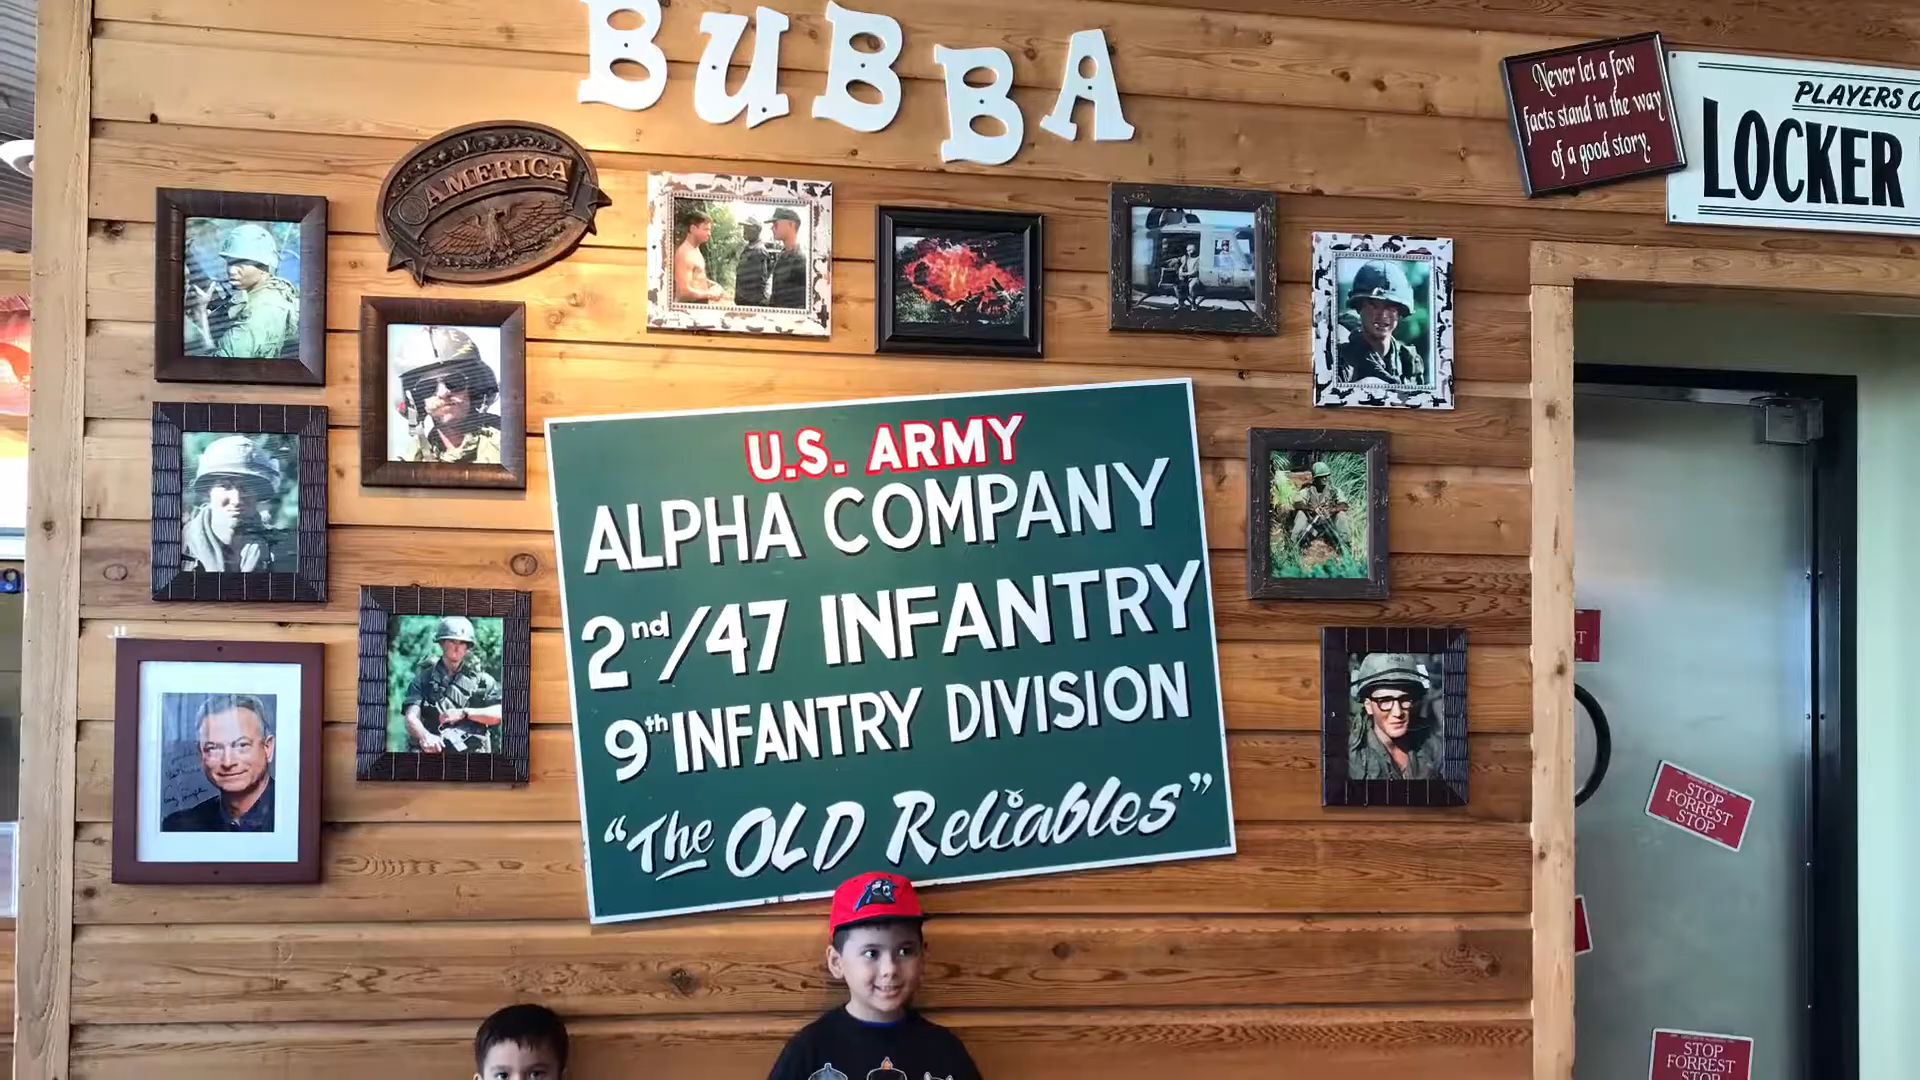 BUBBA
AMERICA
Never let a few
facts stand in the way
of a good story.
PLAYERS
LOCKER
U.S. ARMY
ALPHA COMPANY
2nd/47 INFANTRY
9th INFANTRY DIVISION
"The OLD Reliables"
STOP
FORREST
STOP
STOP
FORREST
STOP